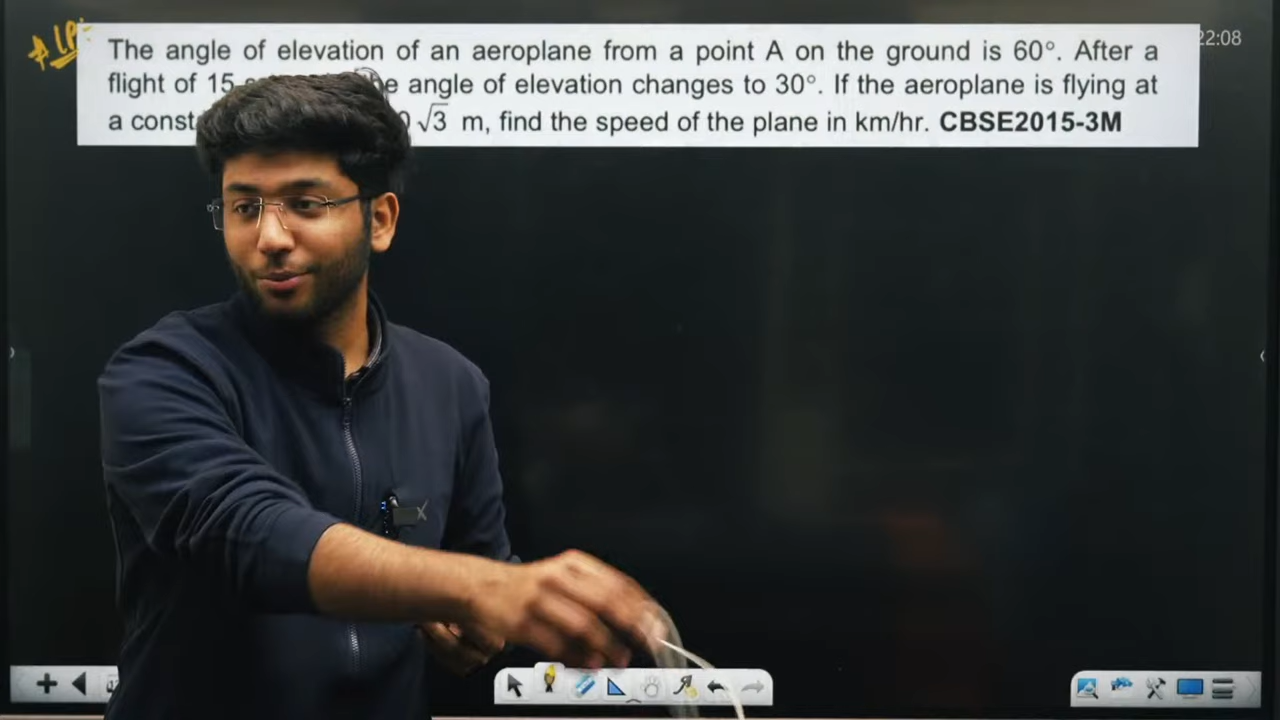 The angle of elevation of an aeroplane from a point A on the ground is 60°. After a
flight of 15 angle of elevation changes to 30°. If the aeroplane is flying at
a √3 m, find the speed of the plane in km/hr. CBSE2015-3M
22:08